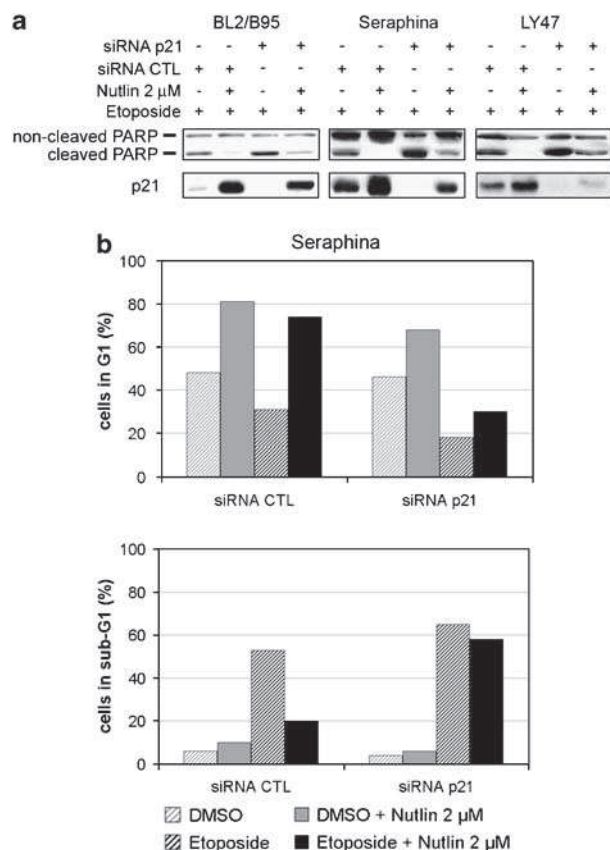 a
BL2/B95 Seraphina LY47
siRNA p21 - - + + - - + + - - + +
siRNA CTL + + - - + + - - + + - -
Nutlin 2 µM - + - + - + - + - + - +
Etoposide + + + + + + + + + + + +
non-cleaved PARP
cleaved PARP
p21
b
Seraphina
cells in G1 (%)
100
80
60
40
20
0
siRNA CTL siRNA p21
cells in sub-G1 (%)
100
80
60
40
20
0
siRNA CTL siRNA p21
DMSO DMSO + Nutlin 2 µM
Etoposide Etoposide + Nutlin 2 µM